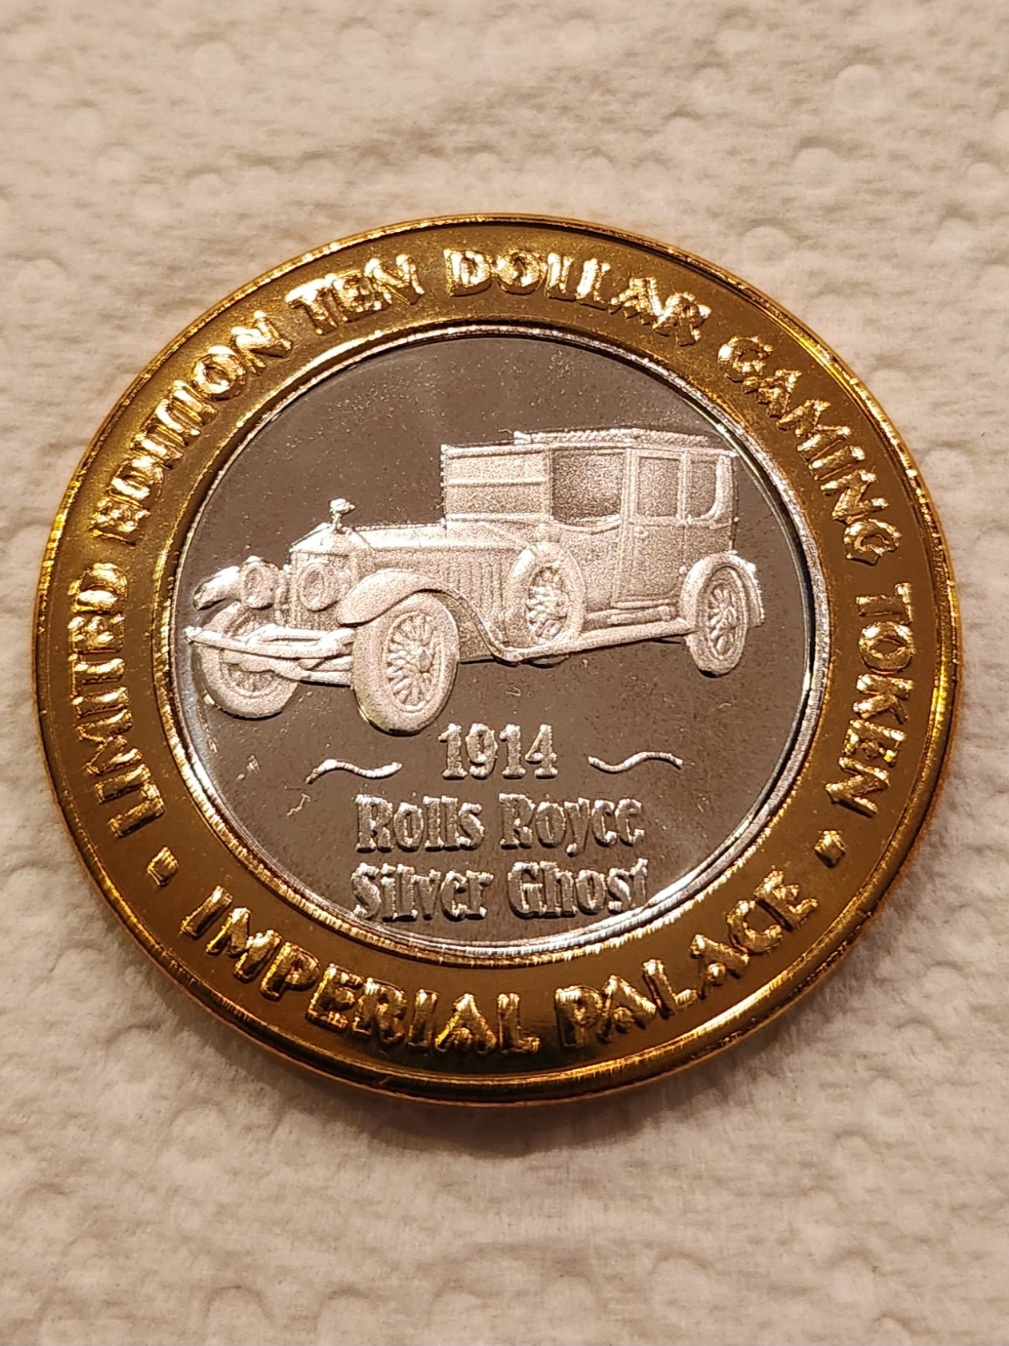 LIMITED EDITION TEN DOLLAR GAMING TOKEN
1914
Rolls Royce
Silver Ghost
IMPERIAL PALACE